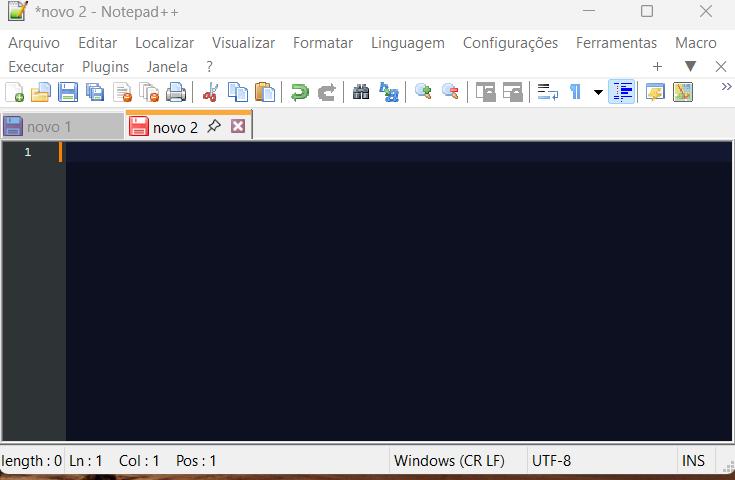 *novo 2 - Notepad++
Arquivo Editar Localizar Visualizar Formatar Linguagem Configurações Ferramentas Macro
Executar Plugins Janela ?
novo 1 novo 2
1
length : 0 Ln : 1 Col : 1 Pos : 1 Windows (CR LF) UTF-8 INS